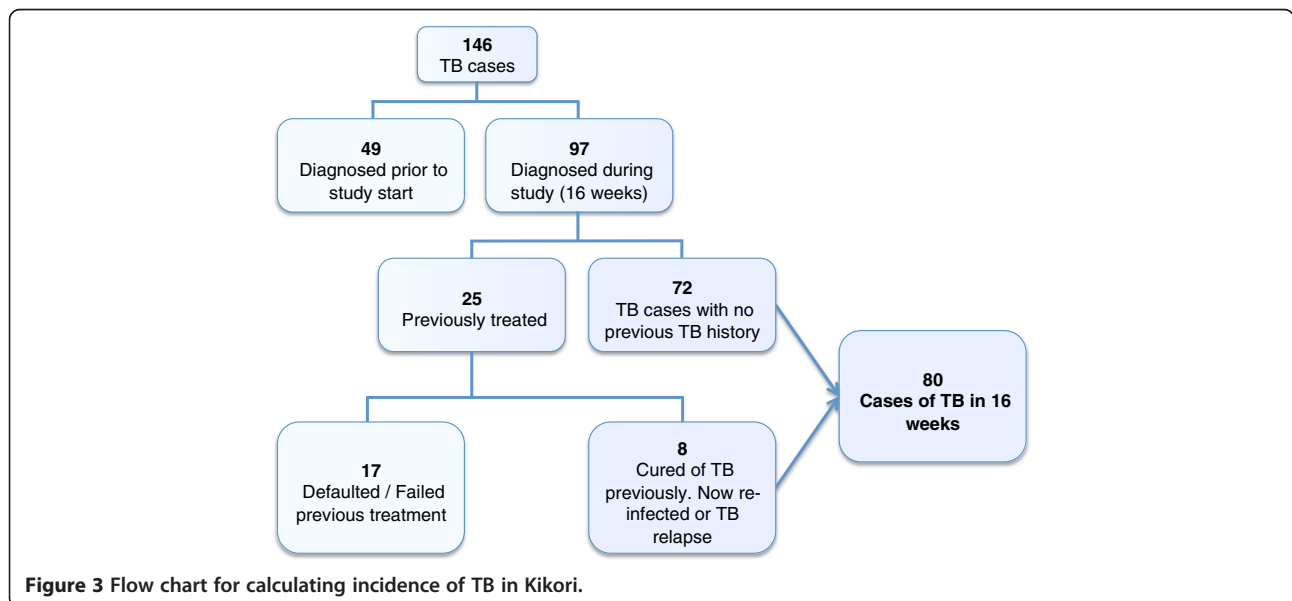 146
TB cases
49
Diagnosed prior to
study start
97
Diagnosed during
study (16 weeks)
25
Previously treated
72
TB cases with no
previous TB history
80
Cases of TB in 16
weeks
17
Defaulted / Failed
previous treatment
8
Cured of TB
previously. Now re-
infected or TB
relapse
Figure 3 Flow chart for calculating incidence of TB in Kikori.